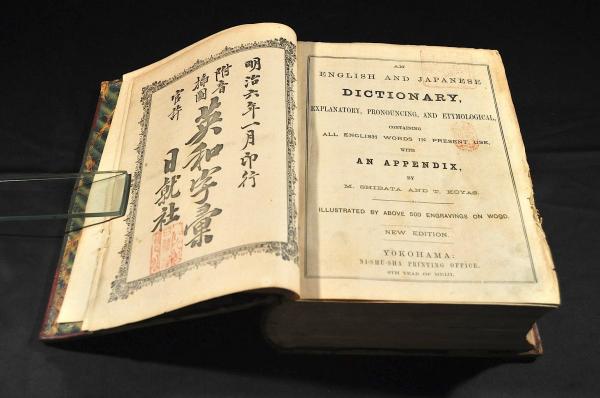 明治六年一月印行
附音
插圖
英和字彙
官許
日就社
AN
ENGLISH AND JAPANESE
DICTIONARY,
EXPLANATORY, PRONOUNCING, AND ETYMOLOGICAL,
CONTAINING
ALL ENGLISH WORDS IN PRESENT USE,
WITH
AN APPENDIX,
BY
M. SHIBATA AND T. KOYAS.
ILLUSTRATED BY ABOVE 500 ENGRAVINGS ON WOOD.
NEW EDITION.
YOKOHAMA:
NI-SHU-SHA PRINTING OFFICE.
6TH YEAR OF MEIJI.